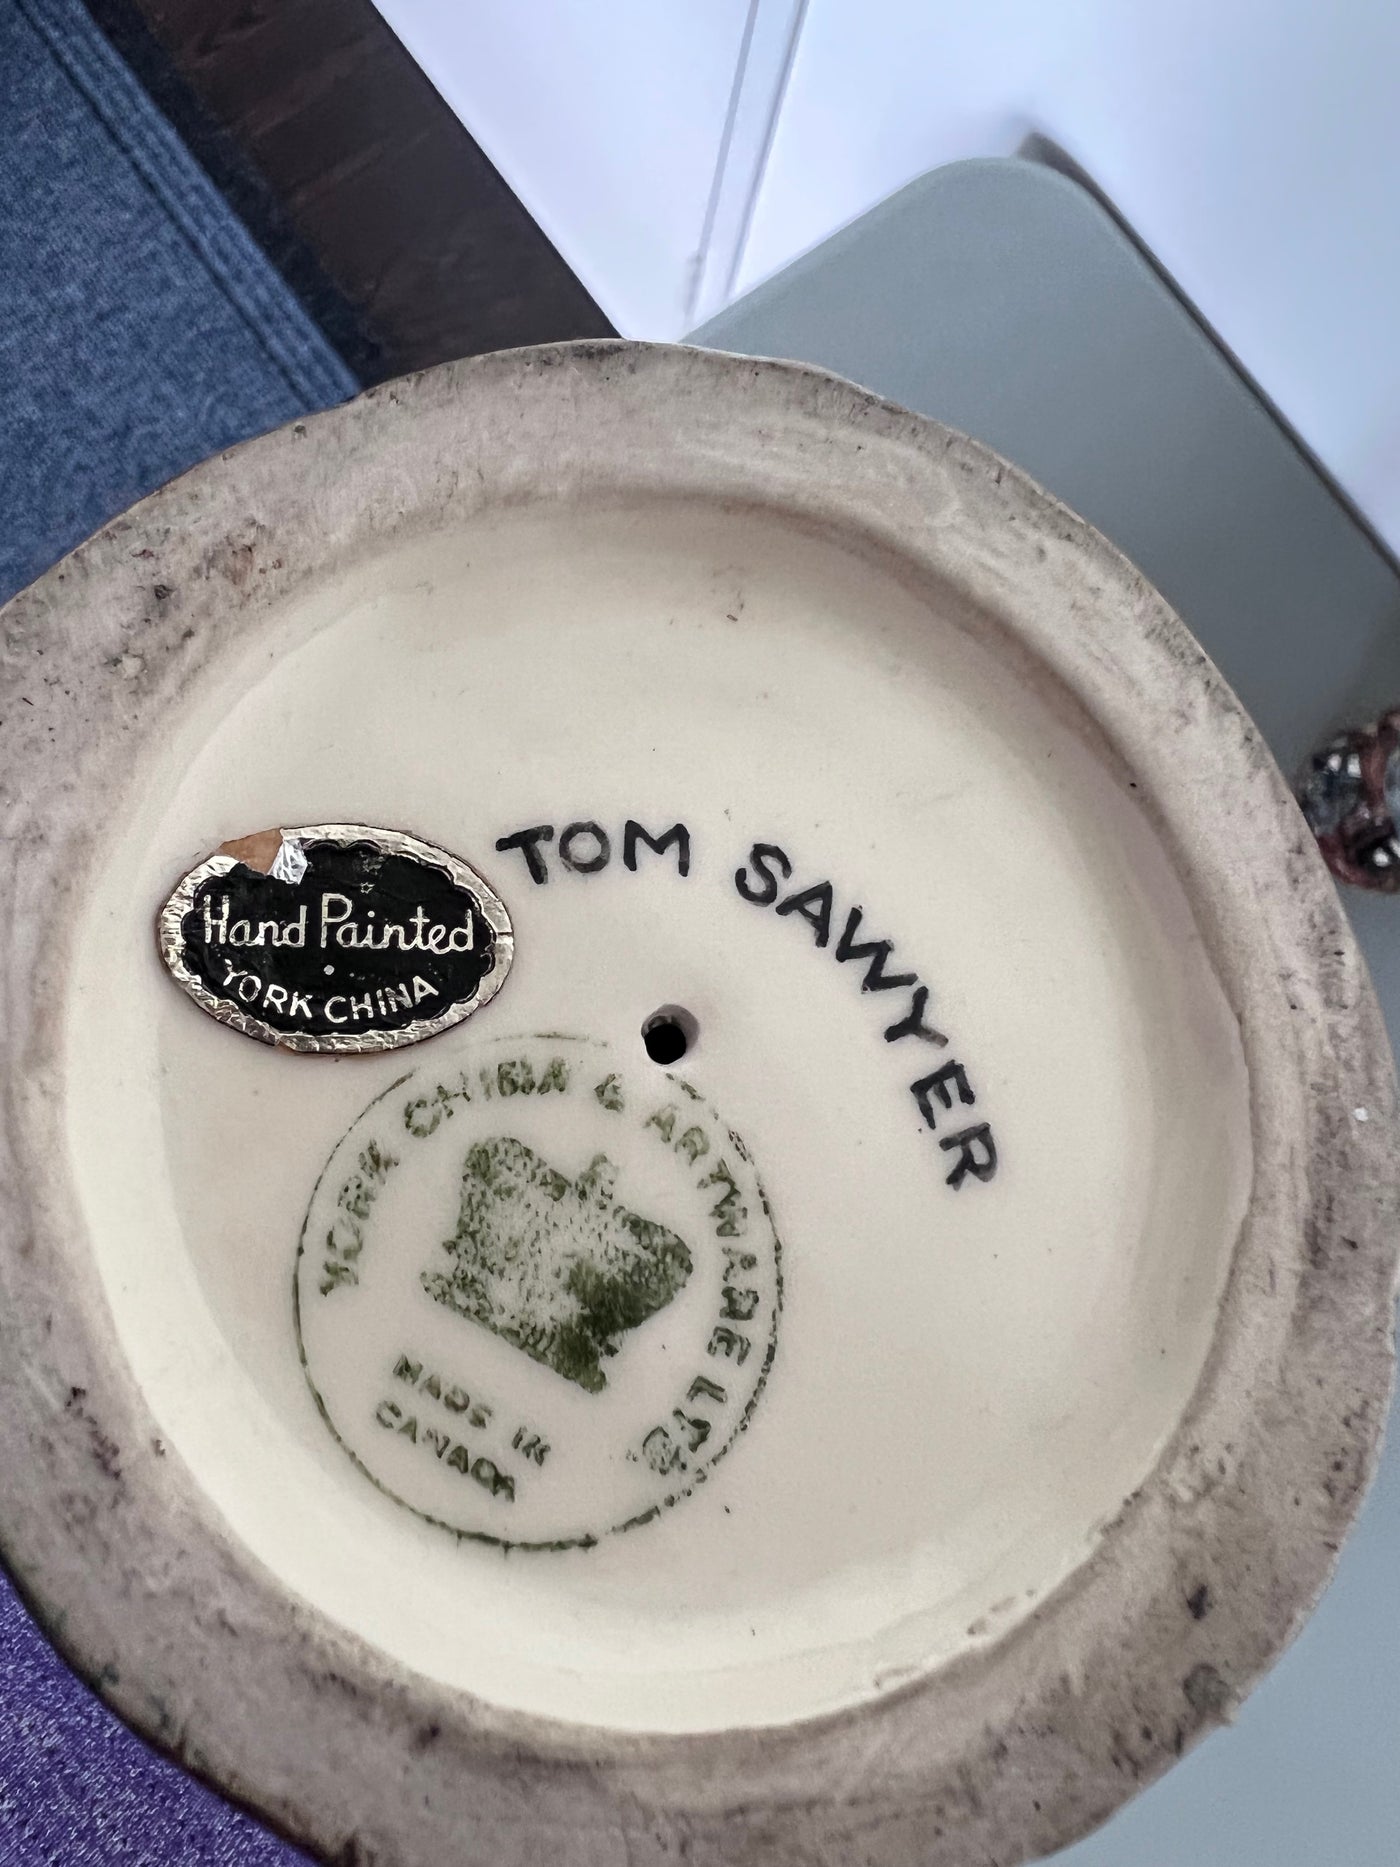 Hand Painted
YORK CHINA
TOM SAWYER
YORK CHINA & ARTWARE LTD
MADE IN
CANADA